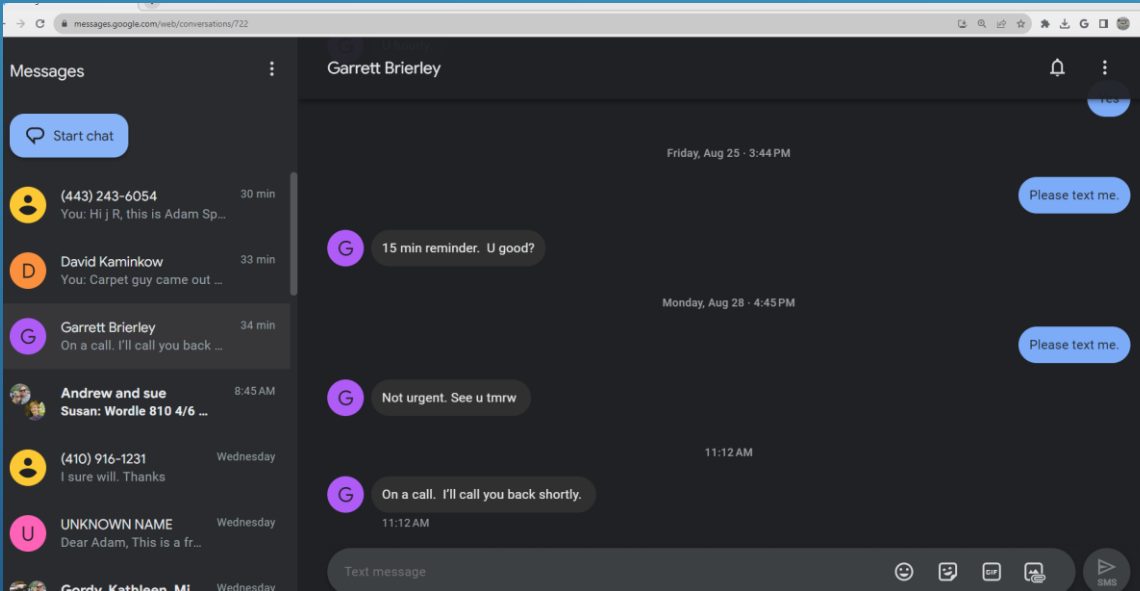 messages.google.com/web/conversations/722
Messages
Start chat
(443) 243-6054 30 min
You: Hi j R, this is Adam Sp...
D
David Kaminkow 33 min
You: Carpet guy came out ...
G
Garrett Brierley 34 min
On a call. I'll call you back ...
Andrew and sue 8:45 AM
Susan: Wordle 810 4/6 ...
(410) 916-1231 Wednesday
I sure will. Thanks
U
UNKNOWN NAME Wednesday
Dear Adam, This is a fr...
Gordy, Kathleen, Mi... Wednesday
Garrett Brierley
Yes
Friday, Aug 25 · 3:44 PM
Please text me.
G
15 min reminder.  U good?
Monday, Aug 28 · 4:45 PM
Please text me.
G
Not urgent. See u tmrw
11:12 AM
G
On a call.  I'll call you back shortly.
11:12 AM
Text message
GIF
SMS